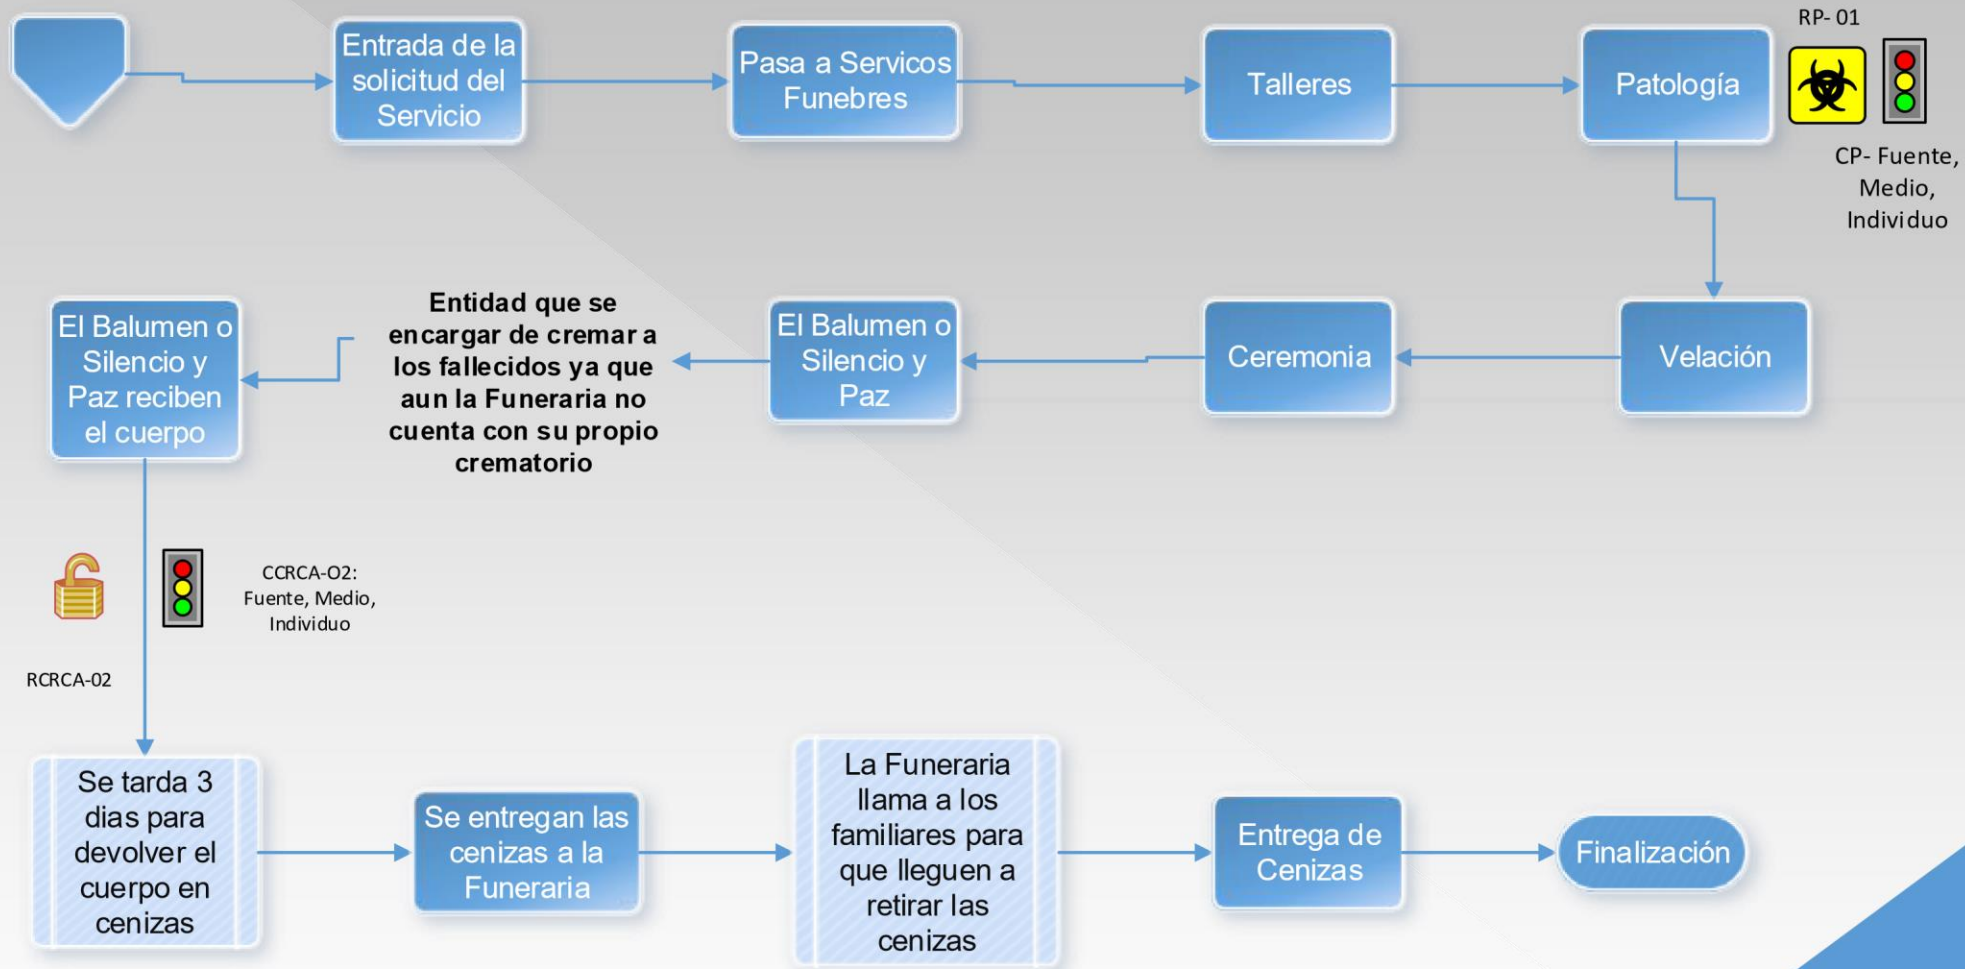 Entrada de la
solicitud del
Servicio
Pasa a Servicos
Funebres
Talleres
Patología
RP- 01
CP- Fuente,
Medio,
Individuo
Velación
Ceremonia
El Balumen o
Silencio y
Paz
Entidad que se
encargar de cremar a
los fallecidos ya que
aun la Funeraria no
cuenta con su propio
crematorio
El Balumen o
Silencio y
Paz reciben
el cuerpo
CCRCA-O2:
Fuente, Medio,
Individuo
RCRCA-02
Se tarda 3
dias para
devolver el
cuerpo en
cenizas
Se entregan las
cenizas a la
Funeraria
La Funeraria
llama a los
familiares para
que lleguen a
retirar las
cenizas
Entrega de
Cenizas
Finalización